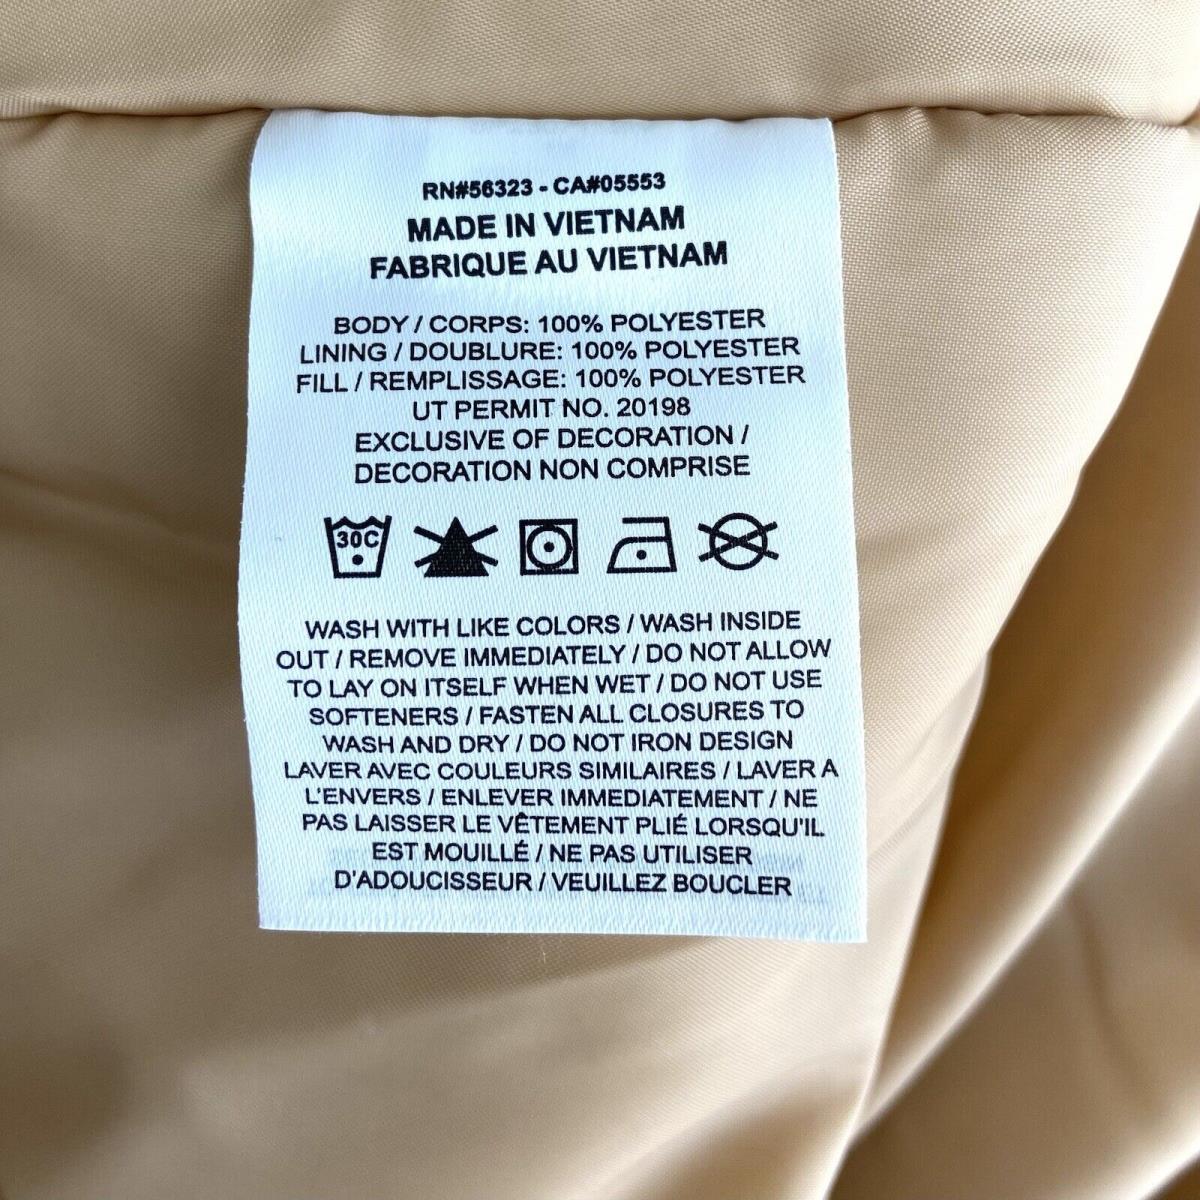 RN#56323 - CA#05553
MADE IN VIETNAM
FABRIQUE AU VIETNAM
BODY / CORPS: 100% POLYESTER
LINING / DOUBLURE: 100% POLYESTER
FILL / REMPLISSAGE: 100% POLYESTER
UT PERMIT NO. 20198
EXCLUSIVE OF DECORATION /
DECORATION NON COMPRISE
30C
WASH WITH LIKE COLORS / WASH INSIDE
OUT / REMOVE IMMEDIATELY / DO NOT ALLOW
TO LAY ON ITSELF WHEN WET / DO NOT USE
SOFTENERS / FASTEN ALL CLOSURES TO
WASH AND DRY / DO NOT IRON DESIGN
LAVER AVEC COULEURS SIMILAIRES / LAVER A
L'ENVERS / ENLEVER IMMEDIATEMENT / NE
PAS LAISSER LE VÊTEMENT PLIÉ LORSQU'IL
EST MOUILLÉ / NE PAS UTILISER
D'ADOUCISSEUR / VEUILLEZ BOUCLER